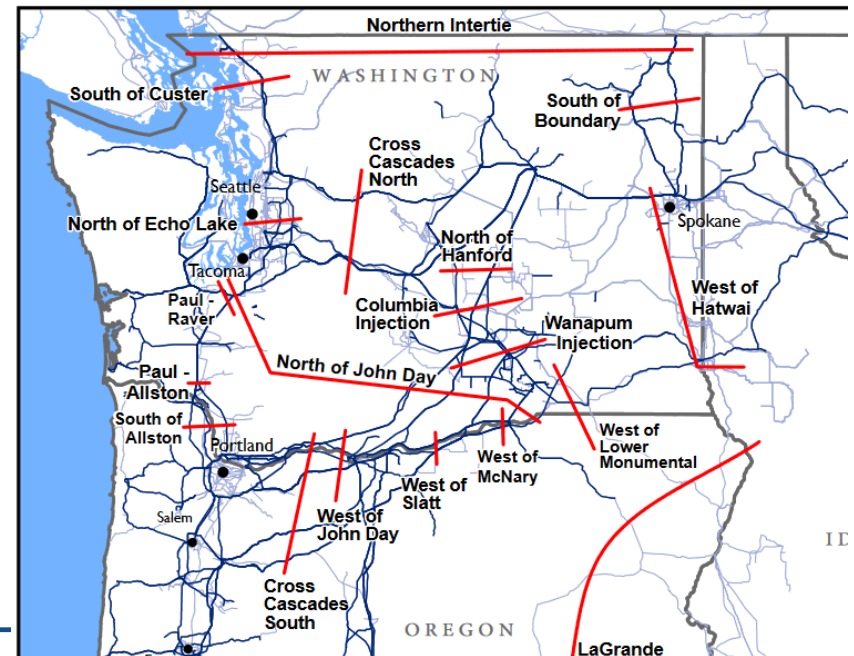 Northern Intertie
WASHINGTON
South of Custer
South of
Boundary
Cross
Cascades
North
Seattle
Spokane
North of Echo Lake
North of
Hanford
Tacoma
Paul -
Raver
Columbia
Injection
West of
Hatwai
Wanapum
Injection
North of John Day
Paul -
Allston
South of
Allston
Portland
West of
Lower
Monumental
West of
McNary
West of
Slatt
Salem
West of
John Day
ID
Cross
Cascades
South
OREGON
LaGrande